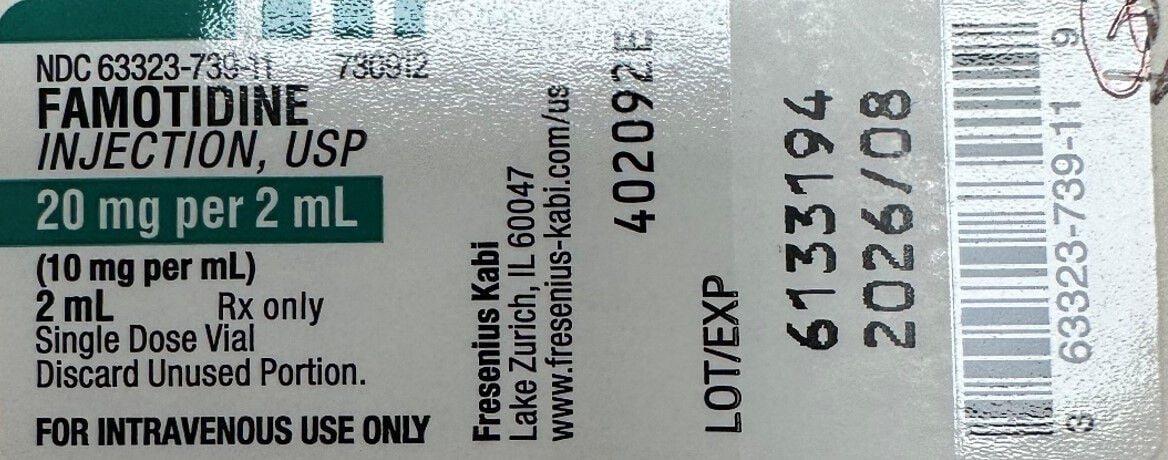 NDC 63323-739-11 730912
FAMOTIDINE
INJECTION, USP
20 mg per 2 mL
(10 mg per mL)
2 mL Rx only
Single Dose Vial
Discard Unused Portion.
FOR INTRAVENOUS USE ONLY
Fresenius Kabi
Lake Zurich, IL 60047
www.fresenius-kabi.com/us
402092E
LOT/EXP
6133194
2026/08
3 63323-739-11 9